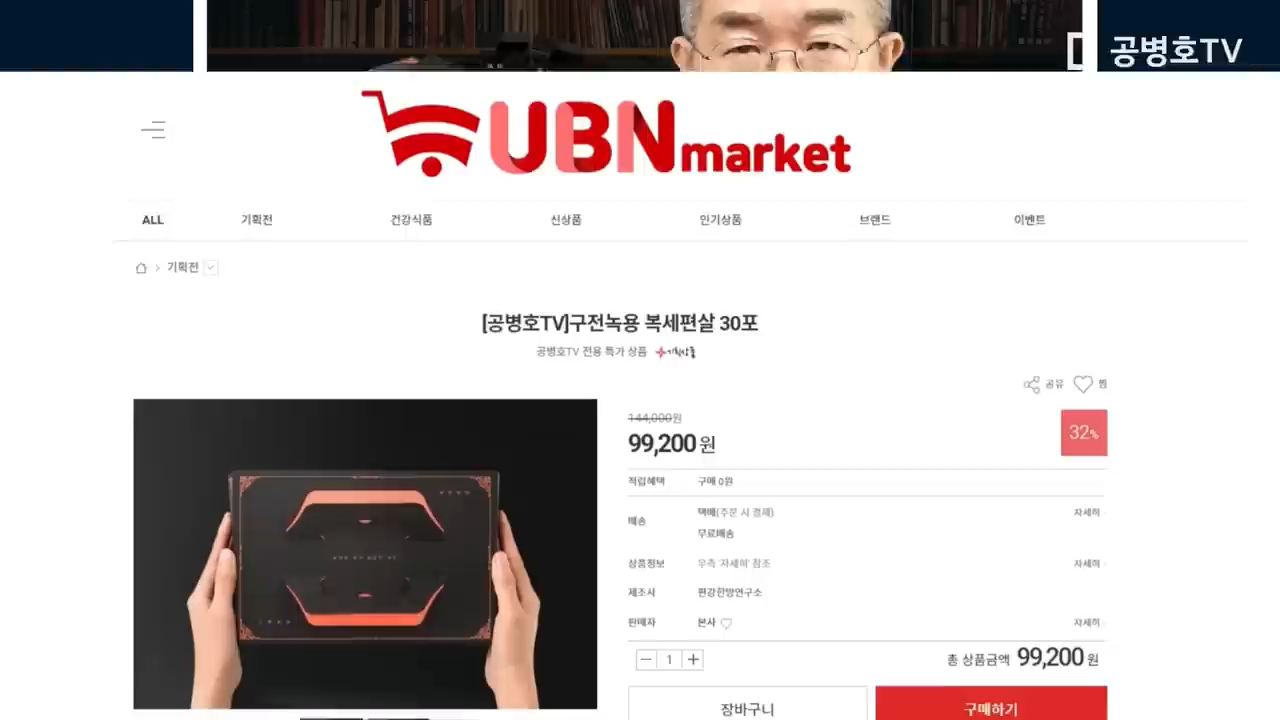 공병호TV
UBNmarket
ALL 기획전 건강식품 신상품 인기상품 브랜드 이벤트
기획전
[공병호TV]구전녹용 복세편살 30포
공병호TV 전용 특가 상품 기획상품
공유 찜
144,000원
99,200 원
32%
적립혜택 구매 0원
배송 택배(주문 시 결제) 자세히
무료배송
상품정보 우측 '자세히' 참조 자세히
제조사 편강한방연구소
판매자 본사 자세히
1
총 상품금액 99,200 원
장바구니 구매하기